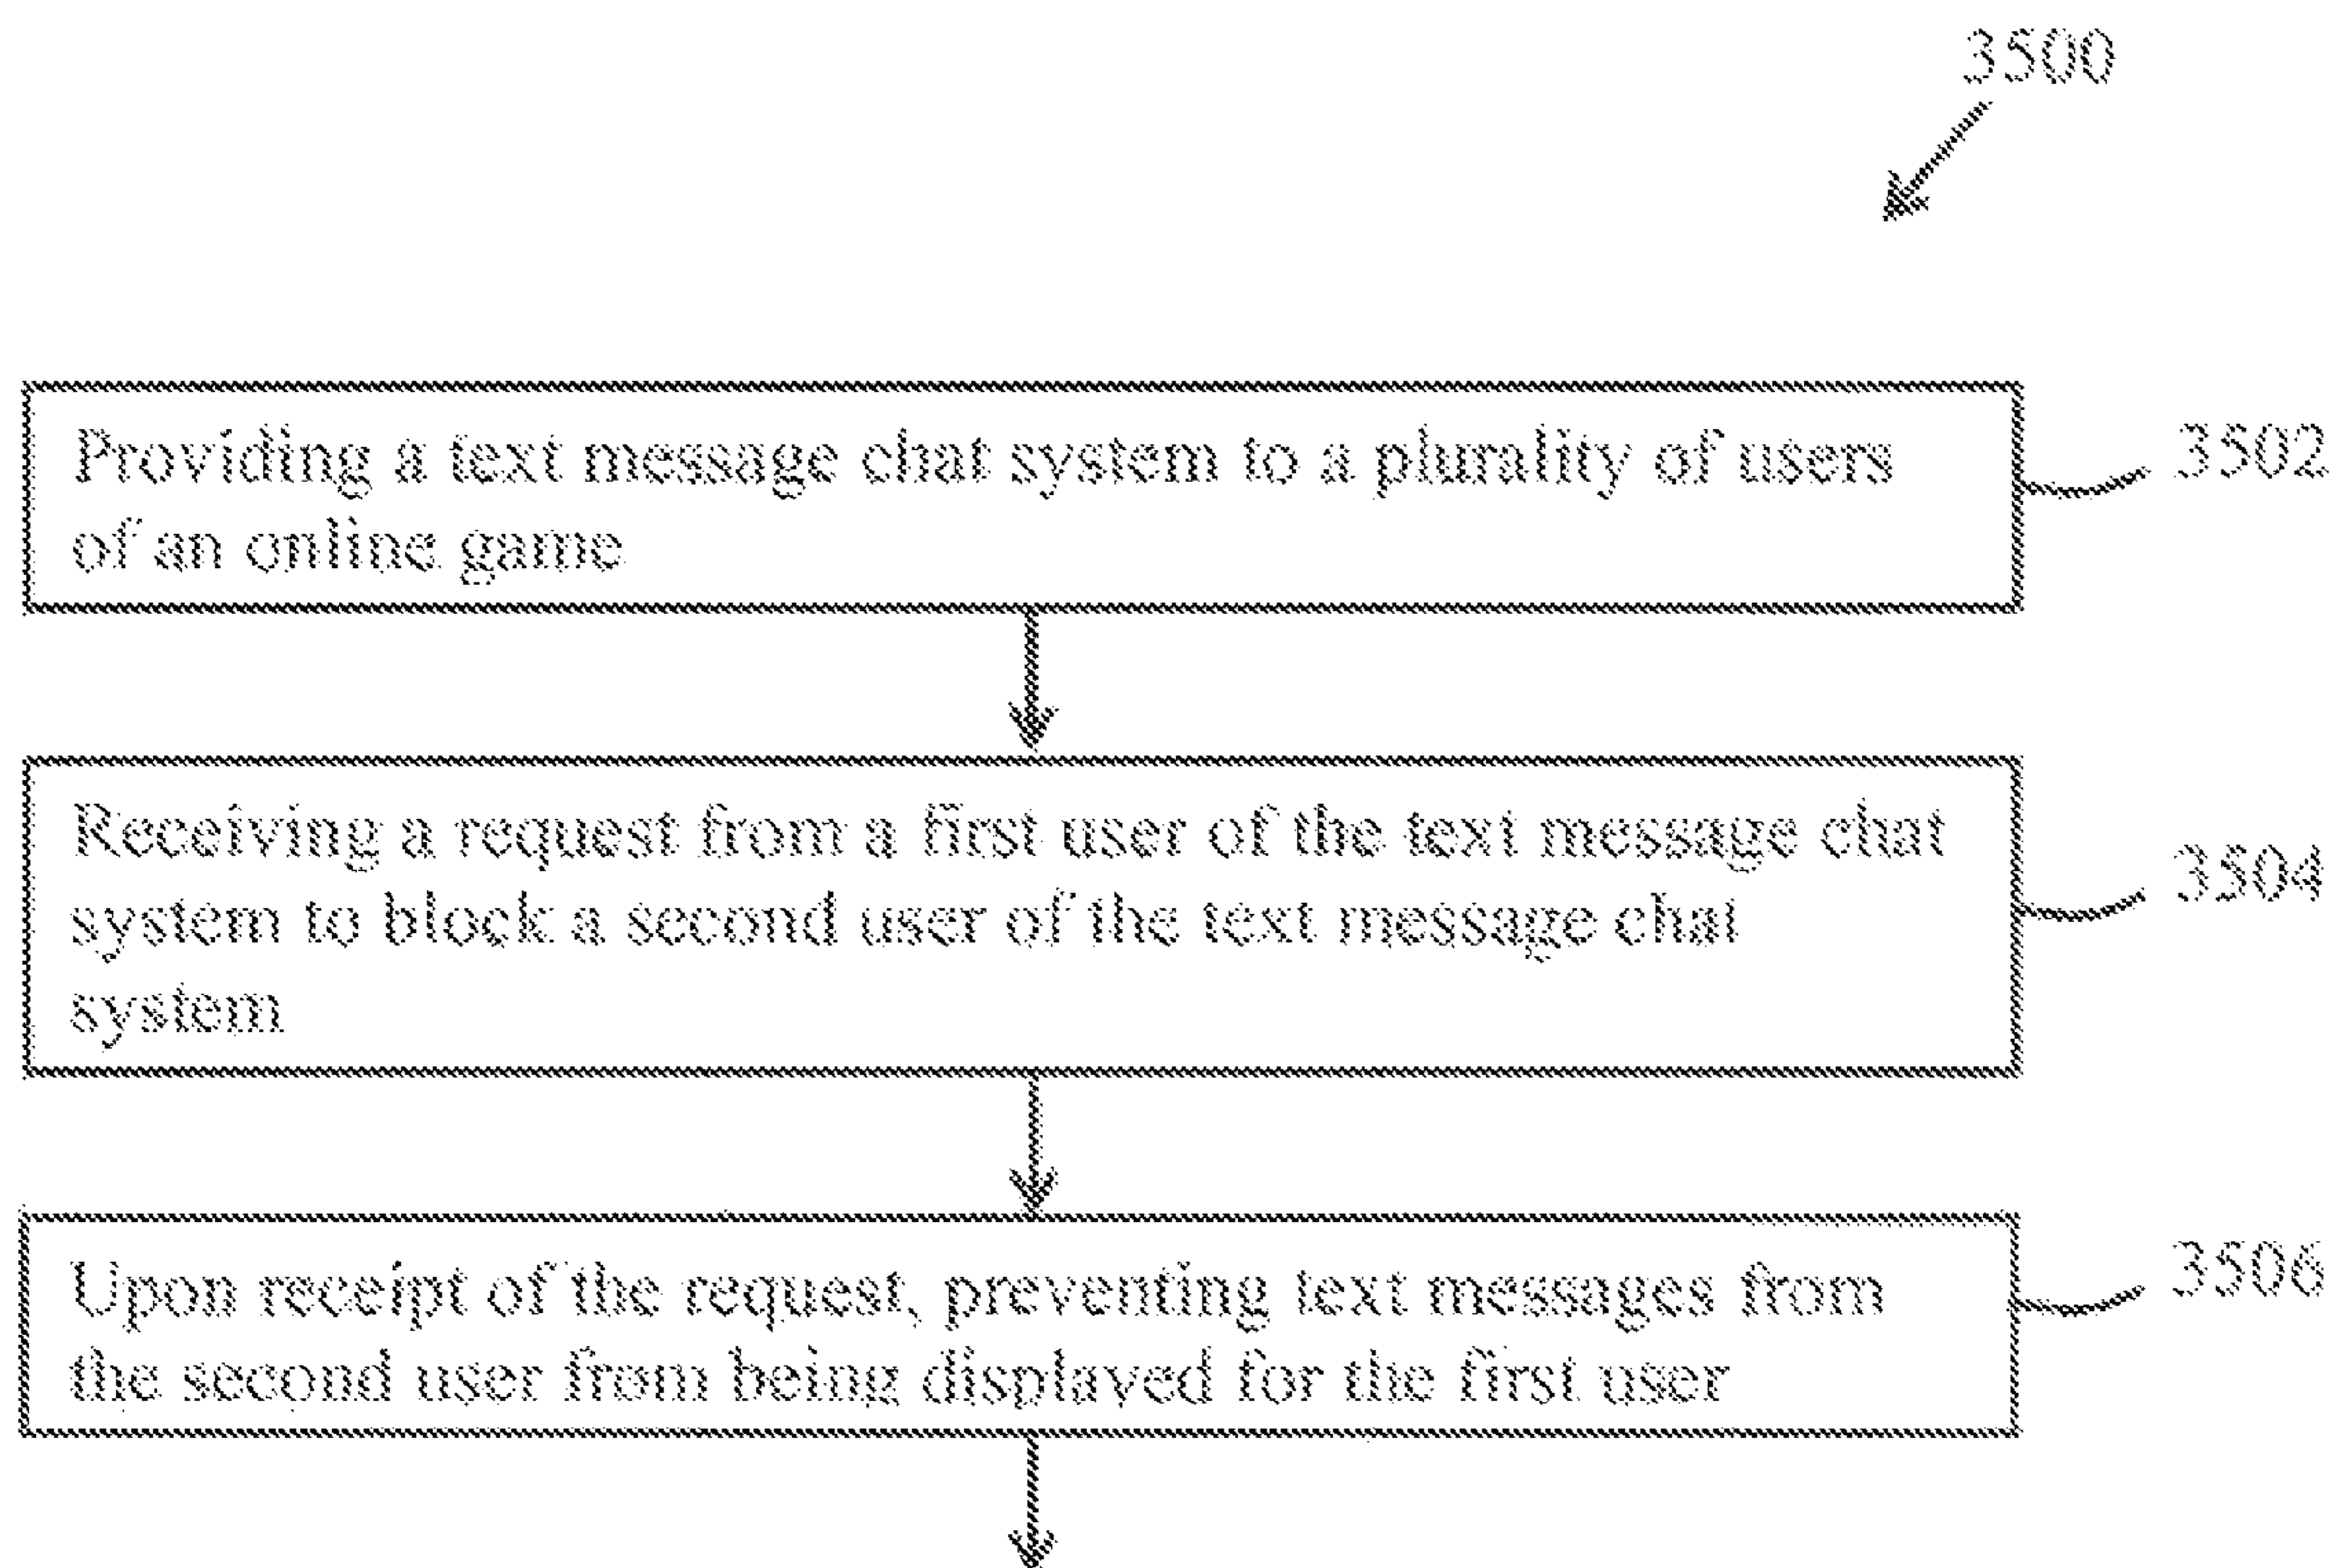 3500
Providing a text message chat system to a plurality of users
of an online game
3502
Receiving a request from a first user of the text message chat
system to block a second user of the text message chat
system
3504
Upon receipt of the request, preventing text messages from
the second user from being displayed for the first user
3506